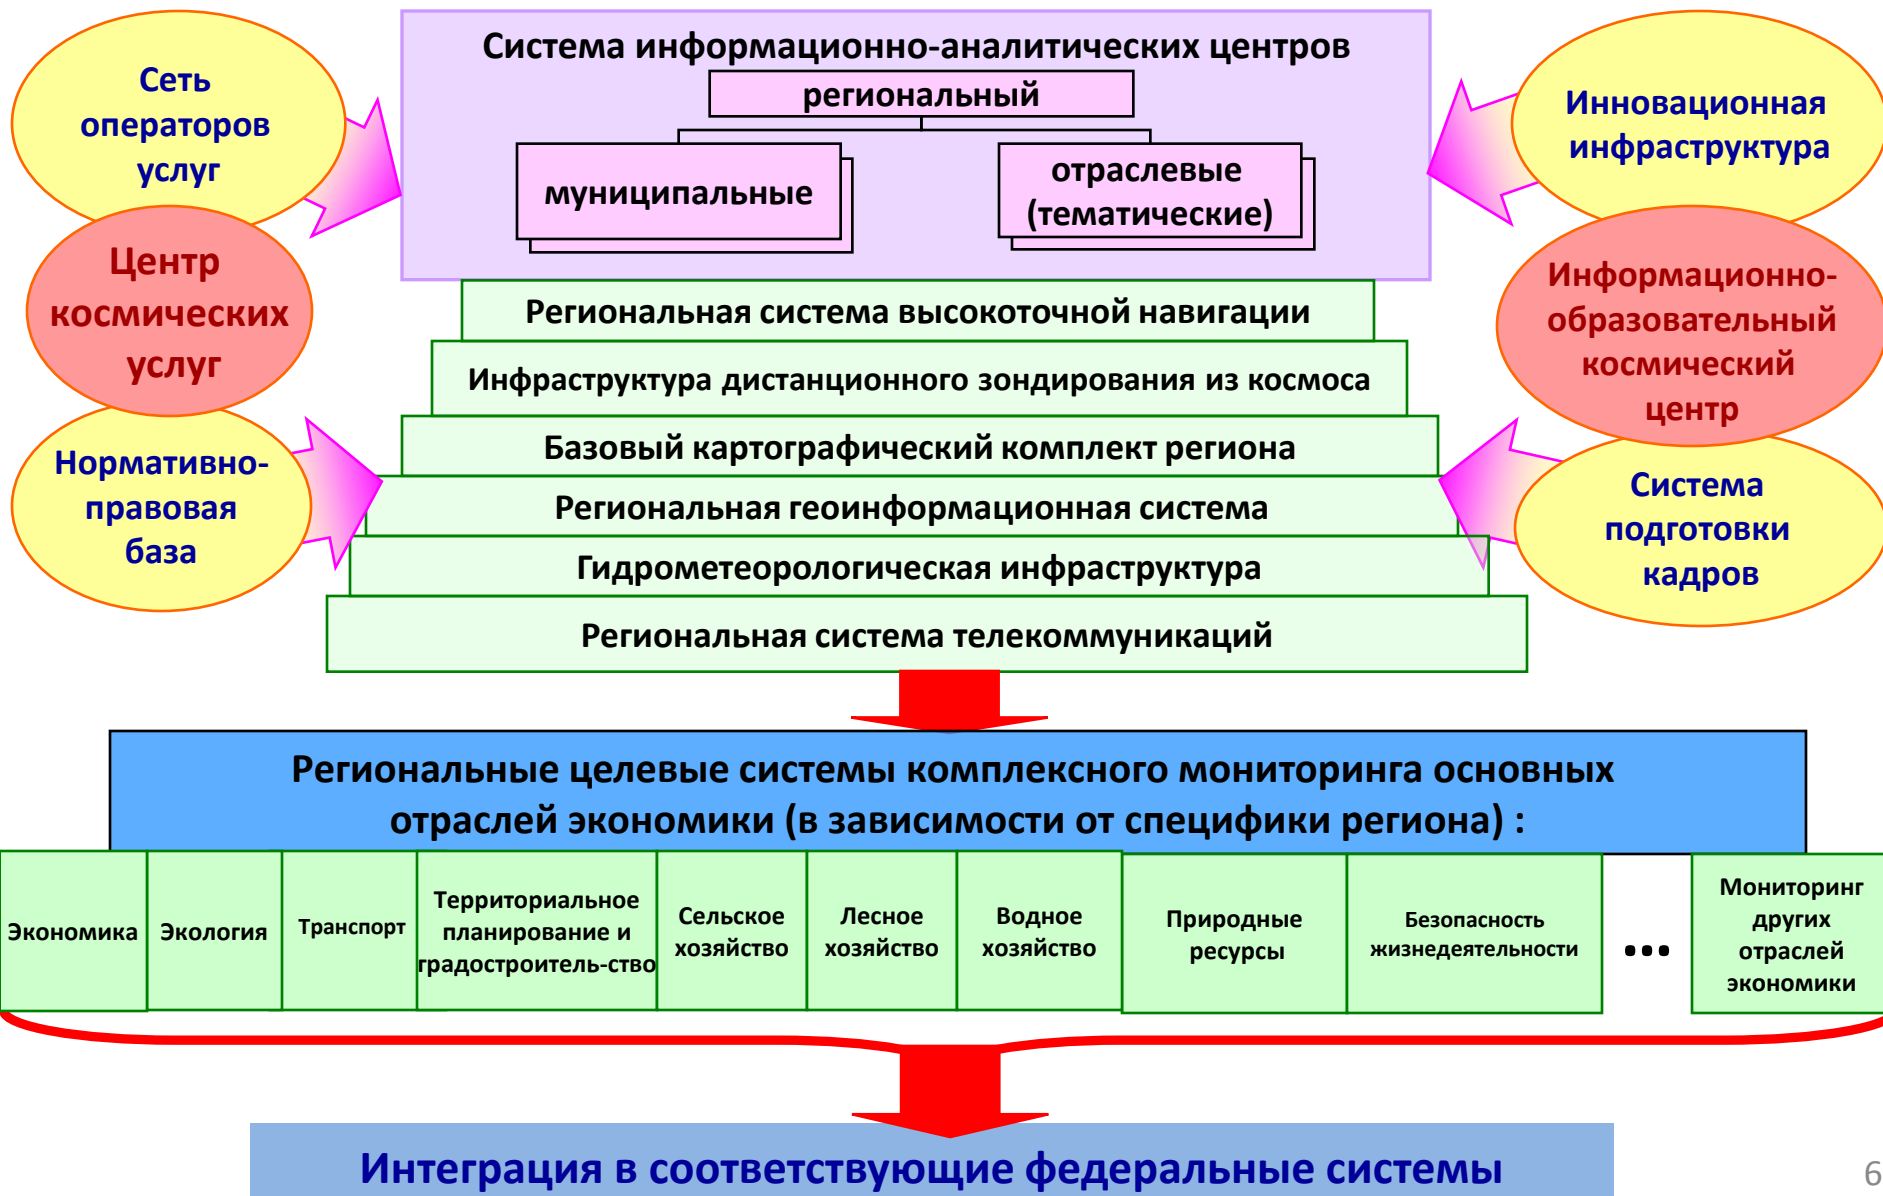 Система информационно-аналитических центров
региональный
муниципальные
отраслевые
(тематические)
Сеть
операторов
услуг
Центр
космических
услуг
Нормативно-
правовая
база
Инновационная
инфраструктура
Информационно-
образовательный
космический
центр
Система
подготовки
кадров
Региональная система высокоточной навигации
Инфраструктура дистанционного зондирования из космоса
Базовый картографический комплект региона
Региональная геоинформационная система
Гидрометеорологическая инфраструктура
Региональная система телекоммуникаций
Региональные целевые системы комплексного мониторинга основных
отраслей экономики (в зависимости от специфики региона) :
Экономика
Экология
Транспорт
Территориальное
планирование и
градостроитель-ство
Сельское
хозяйство
Лесное
хозяйство
Водное
хозяйство
Природные
ресурсы
Безопасность
жизнедеятельности
...
Мониторинг
других
отраслей
экономики
Интеграция в соответствующие федеральные системы
6